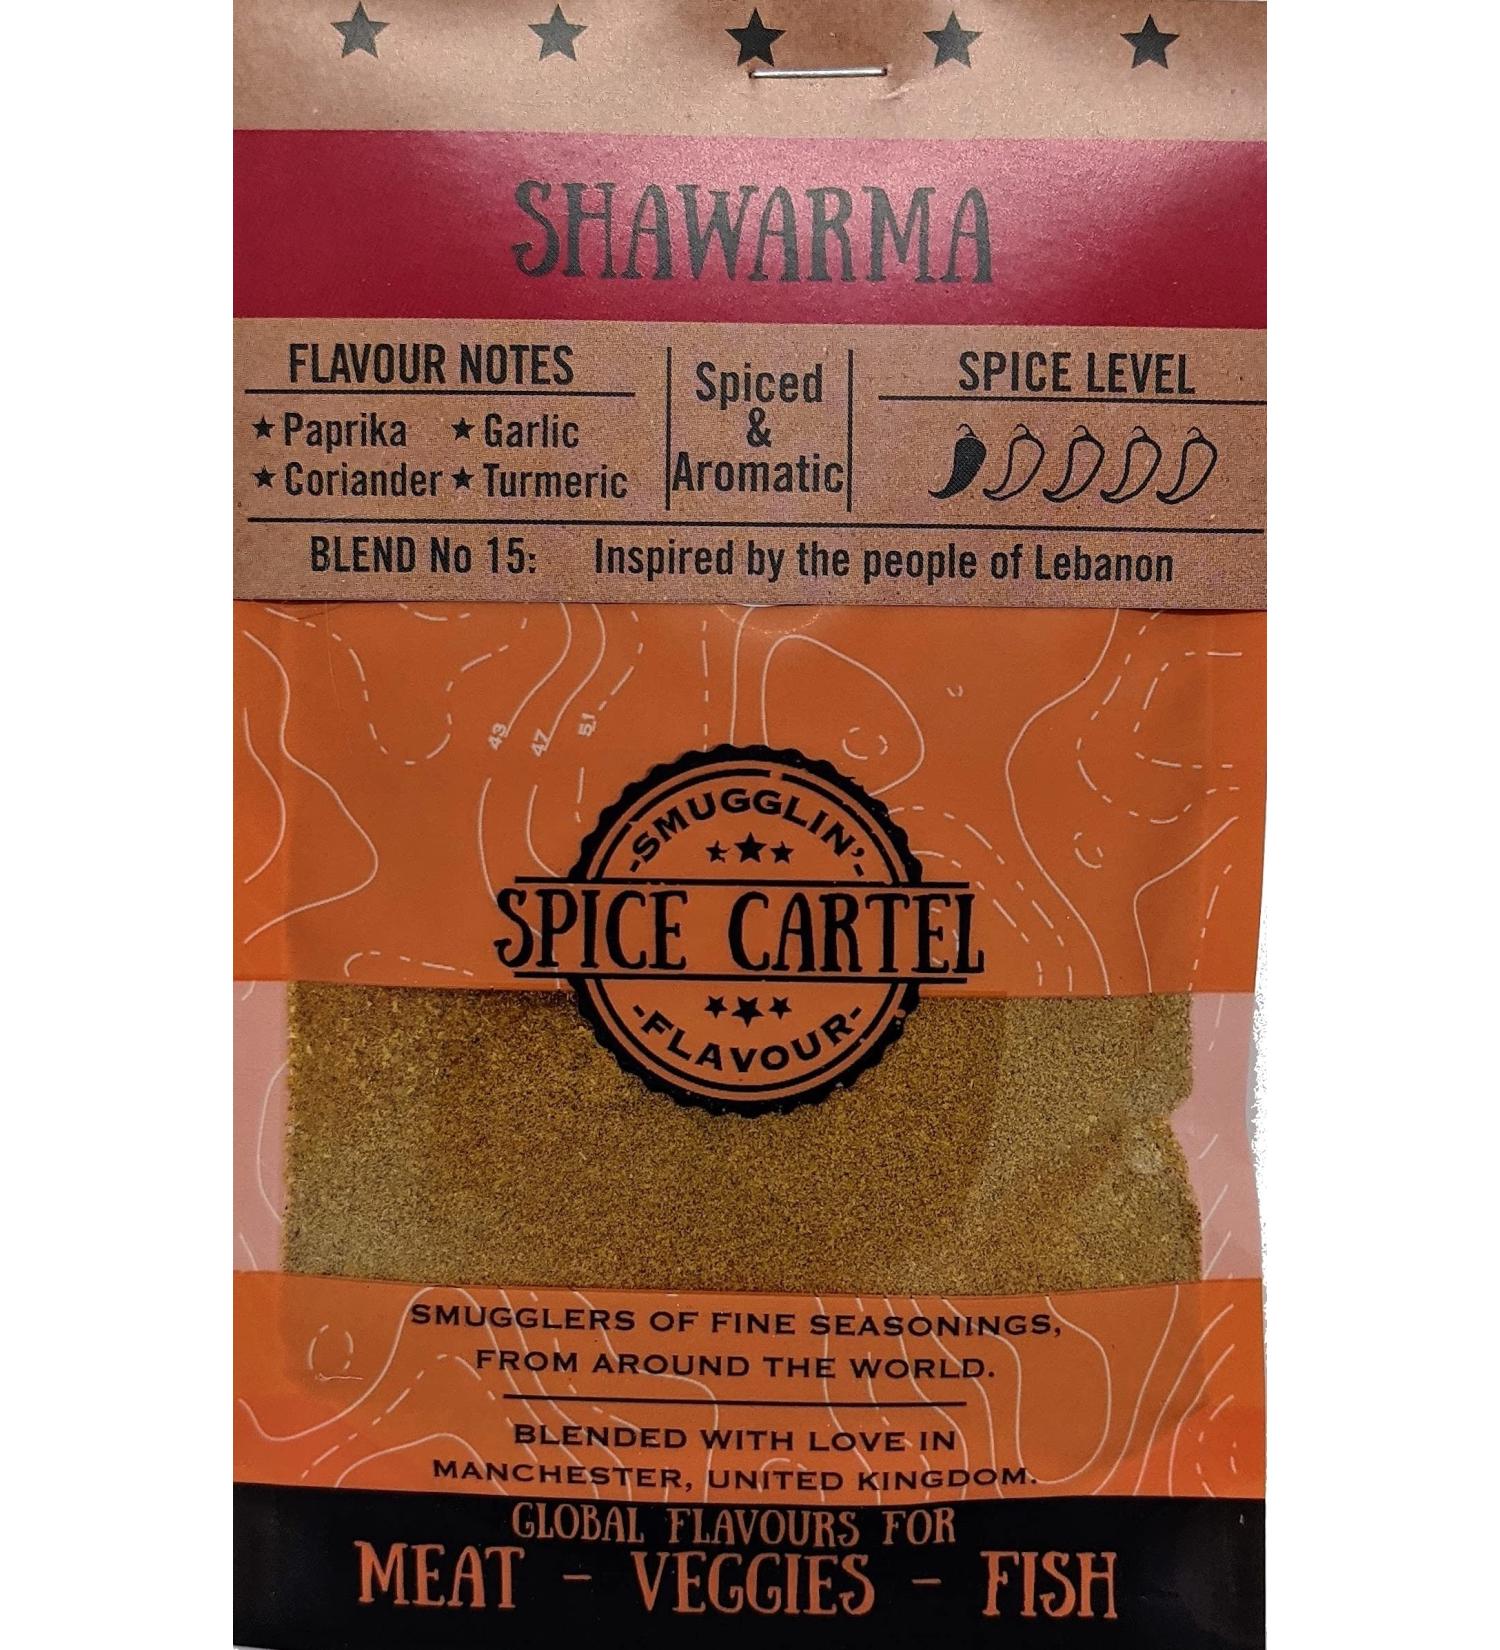 SHAWARMA
FLAVOUR NOTES
Paprika Garlic
Coriander Turmeric
Spiced
&
Aromatic
SPICE LEVEL
BLEND No 15: Inspired by the people of Lebanon
43 47 51
-SMUGGLIN'-
SPICE CARTEL
-FLAVOUR-
SMUGGLERS OF FINE SEASONINGS,
FROM AROUND THE WORLD.
BLENDED WITH LOVE IN
MANCHESTER, UNITED KINGDOM.
GLOBAL FLAVOURS FOR
MEAT - VEGGIES - FISH